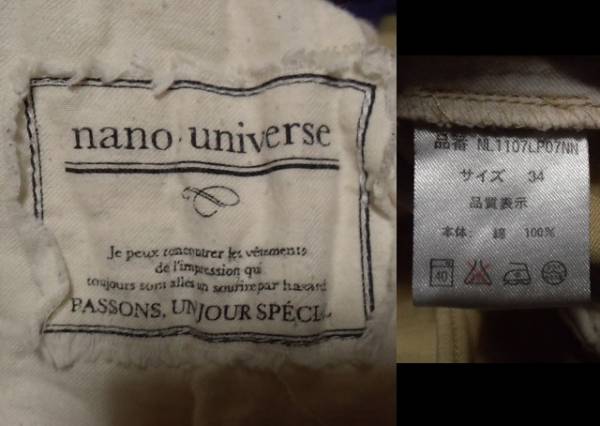 nano universe
Je peux rencontrer les vêtements
de l'impression qui
toujours sont allés un sourire par hasard
PASSONS, UN JOUR SPÉCI
品番 NL1107LP07NN
サイズ 34
品質表示
本体: 綿 100%
40